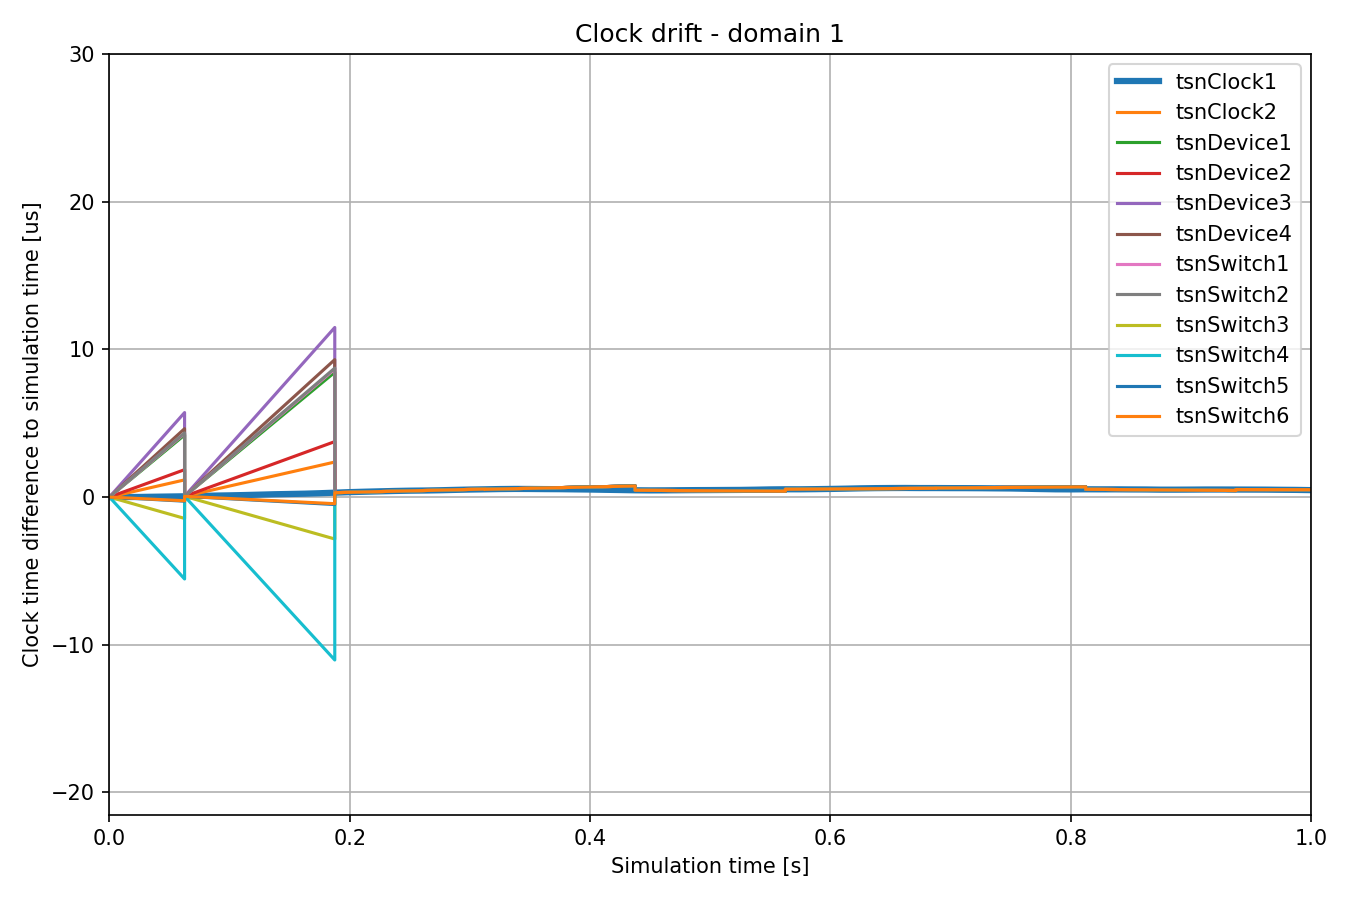 Clock drift - domain 1
30
20
10
0
−10
−20
Clock time difference to simulation time [us]
tsnClock1
tsnClock2
tsnDevice1
tsnDevice2
tsnDevice3
tsnDevice4
tsnSwitch1
tsnSwitch2
tsnSwitch3
tsnSwitch4
tsnSwitch5
tsnSwitch6
0.0 0.2 0.4 0.6 0.8 1.0
Simulation time [s]